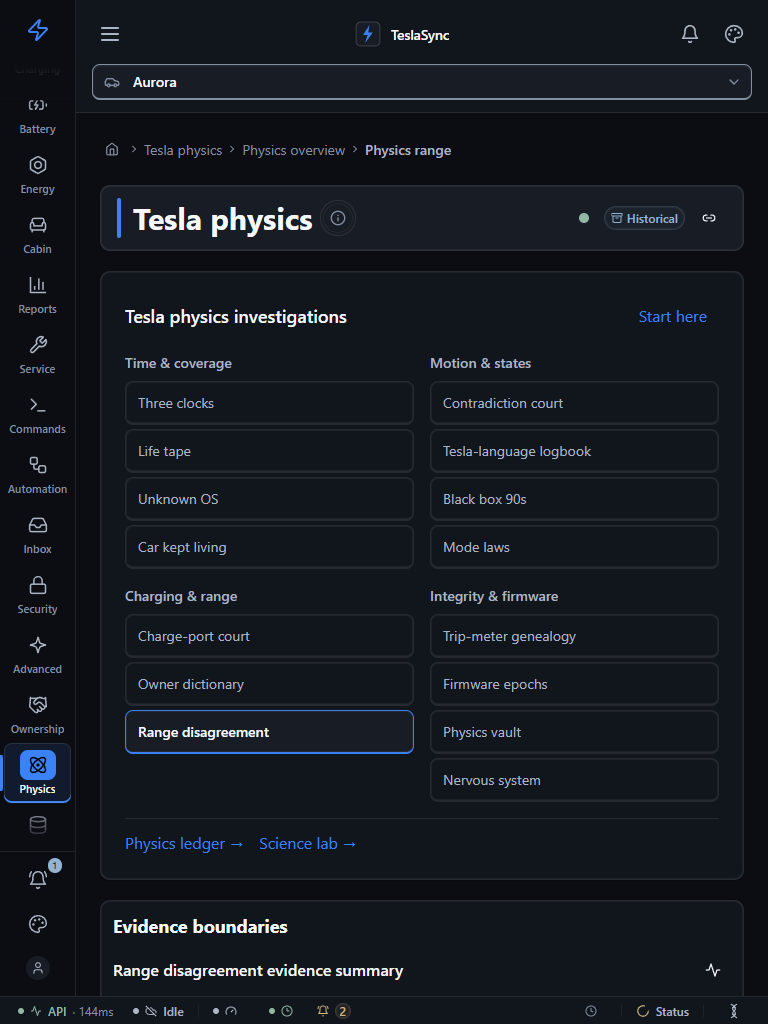 TeslaSync
Aurora
Charging
Battery
Energy
Cabin
Reports
Service
Commands
Automation
Inbox
Security
Advanced
Ownership
Physics
1
Tesla physics
Physics overview
Physics range
Tesla physics
Historical
Tesla physics investigations
Start here
Time & coverage
Three clocks
Life tape
Unknown OS
Car kept living
Motion & states
Contradiction court
Tesla-language logbook
Black box 90s
Mode laws
Charging & range
Charge-port court
Owner dictionary
Range disagreement
Integrity & firmware
Trip-meter genealogy
Firmware epochs
Physics vault
Nervous system
Physics ledger →
Science lab →
Evidence boundaries
Range disagreement evidence summary
API · 144ms
Idle
2
Status